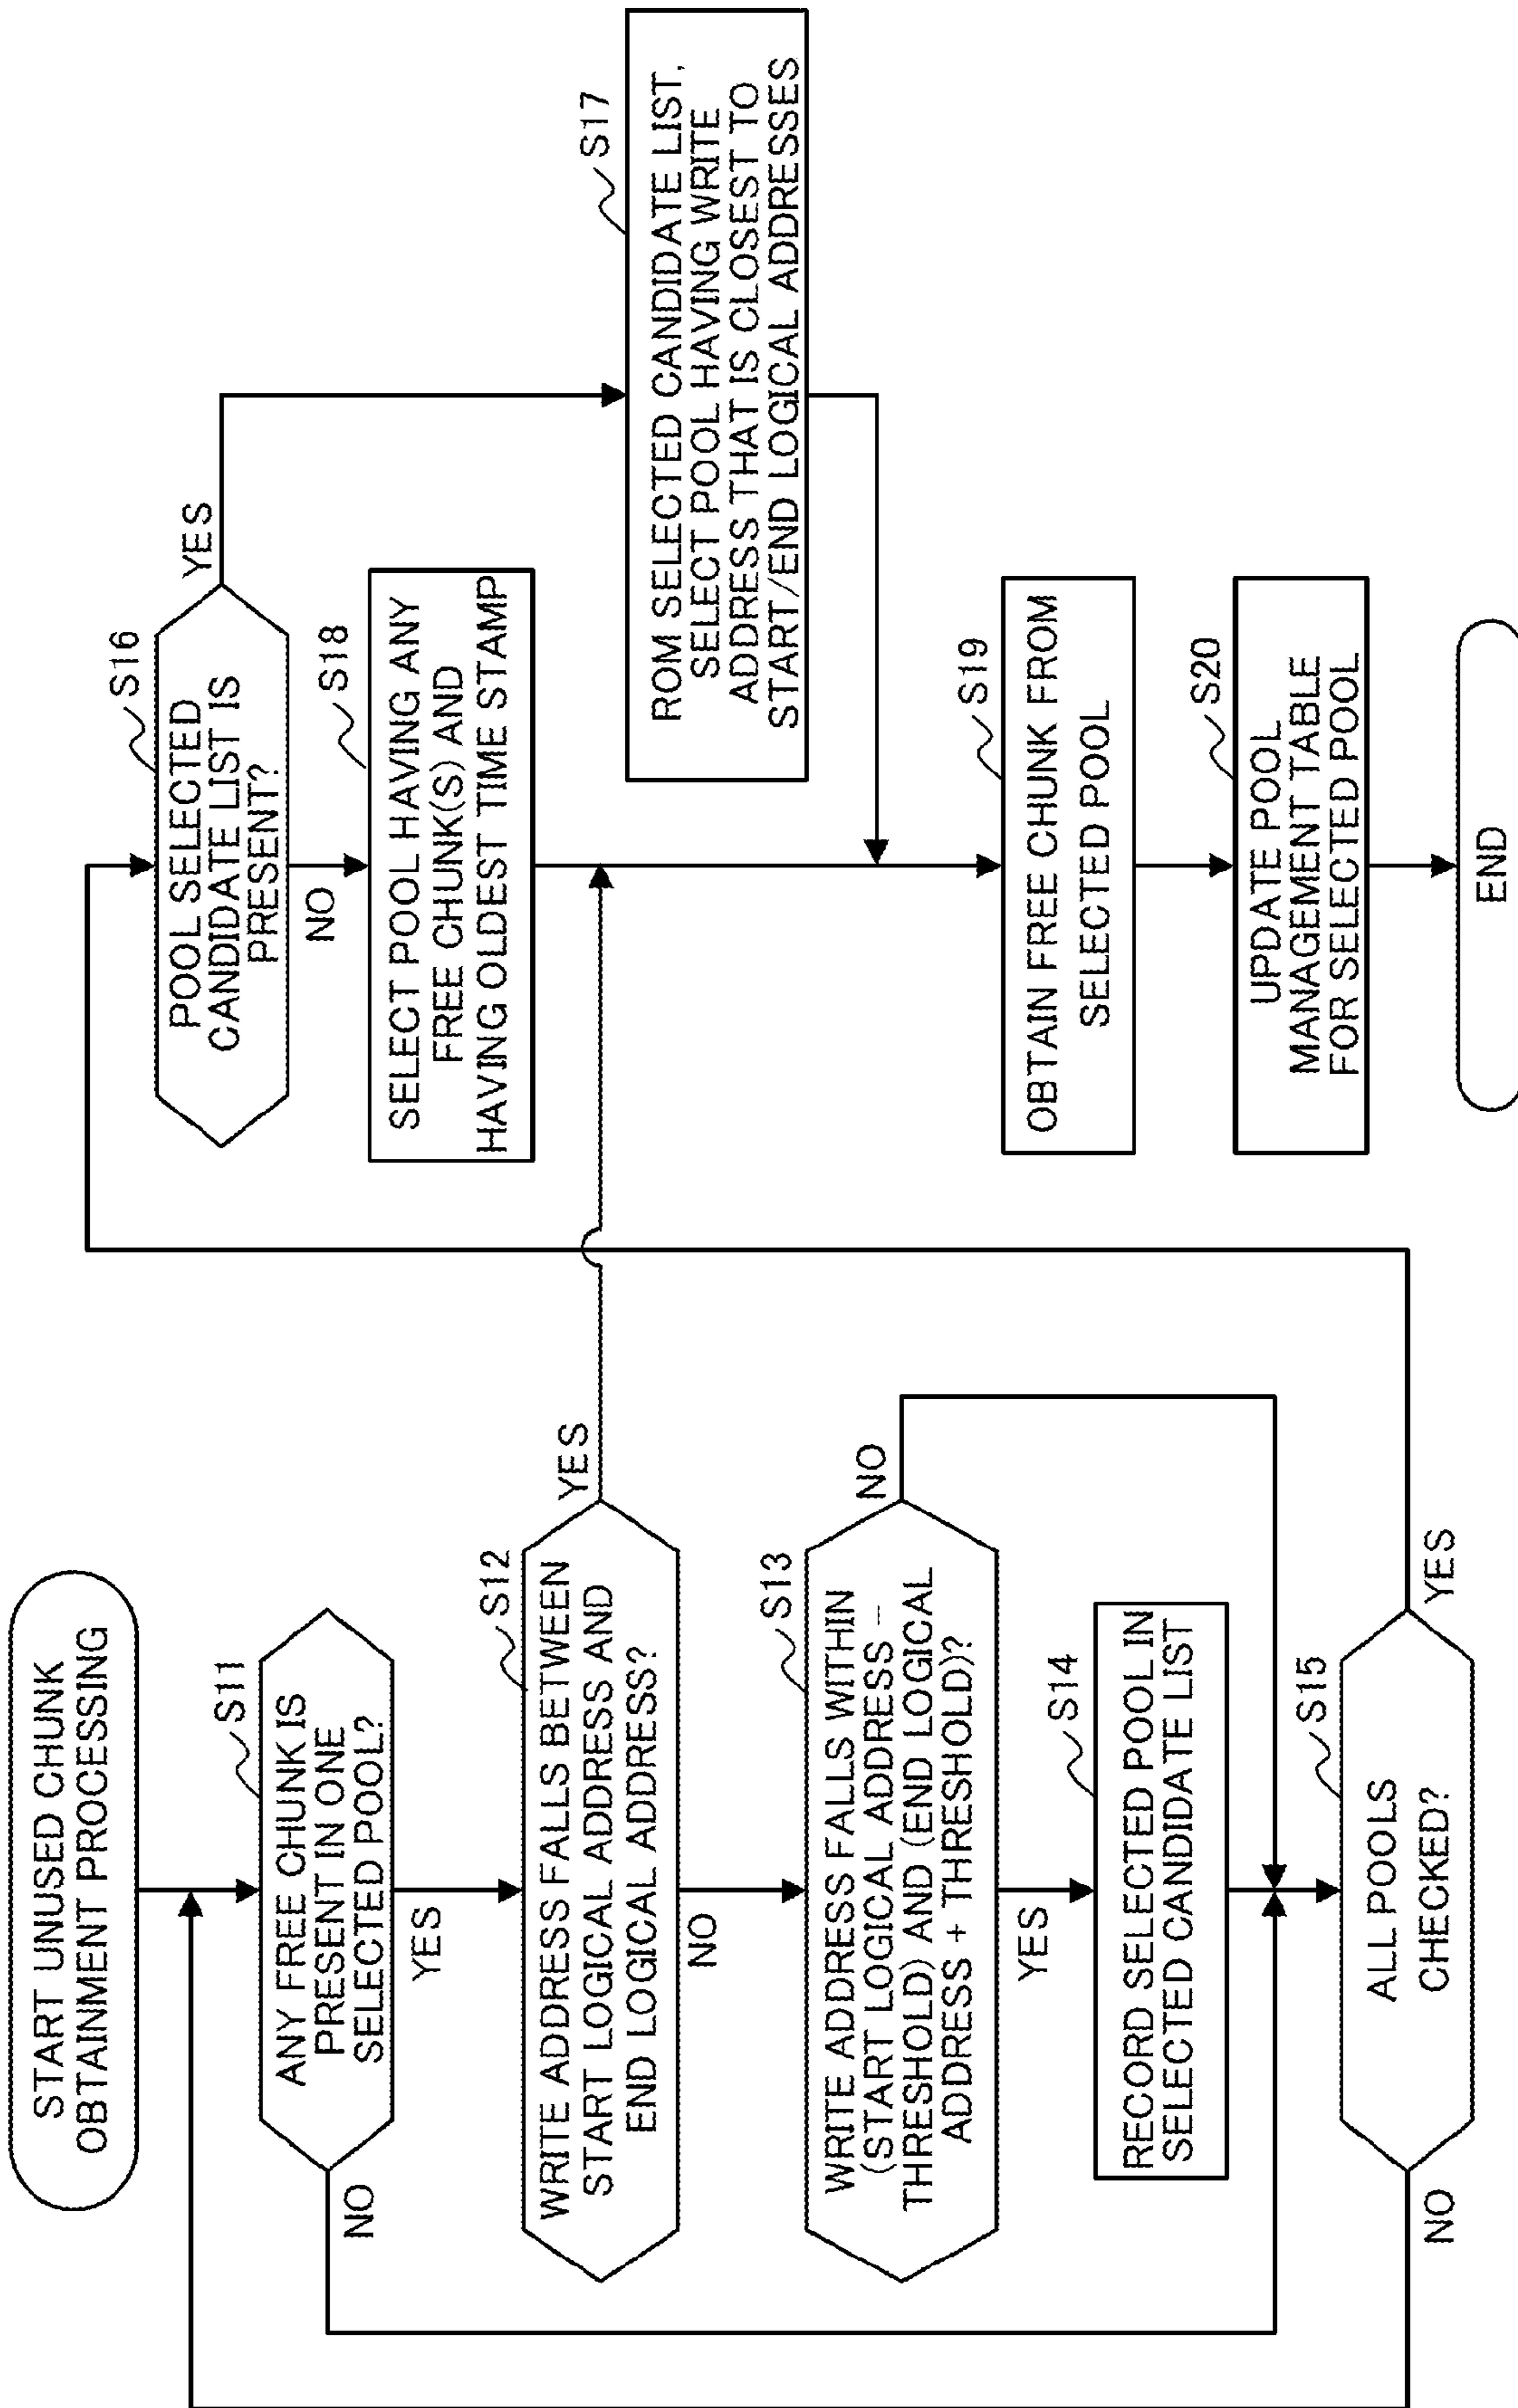 START UNUSED CHUNK
OBTAINMENT PROCESSING
S11
ANY FREE CHUNK IS
PRESENT IN ONE
SELECTED POOL?
NO
YES
S12
WRITE ADDRESS FALLS BETWEEN
START LOGICAL ADDRESS AND
END LOGICAL ADDRESS?
YES
NO
S13
WRITE ADDRESS FALLS WITHIN
(START LOGICAL ADDRESS -
THRESHOLD) AND (END LOGICAL
ADDRESS + THRESHOLD)?
NO
YES
S14
RECORD SELECTED POOL IN
SELECTED CANDIDATE LIST
S15
ALL POOLS
CHECKED?
NO
YES
S16
POOL SELECTED
CANDIDATE LIST IS
PRESENT?
YES
NO
S18
SELECT POOL HAVING ANY
FREE CHUNK(S) AND
HAVING OLDEST TIME STAMP
S17
ROM SELECTED CANDIDATE LIST,
SELECT POOL HAVING WRITE
ADDRESS THAT IS CLOSEST TO
START/END LOGICAL ADDRESSES
S19
OBTAIN FREE CHUNK FROM
SELECTED POOL
S20
UPDATE POOL
MANAGEMENT TABLE
FOR SELECTED POOL
END